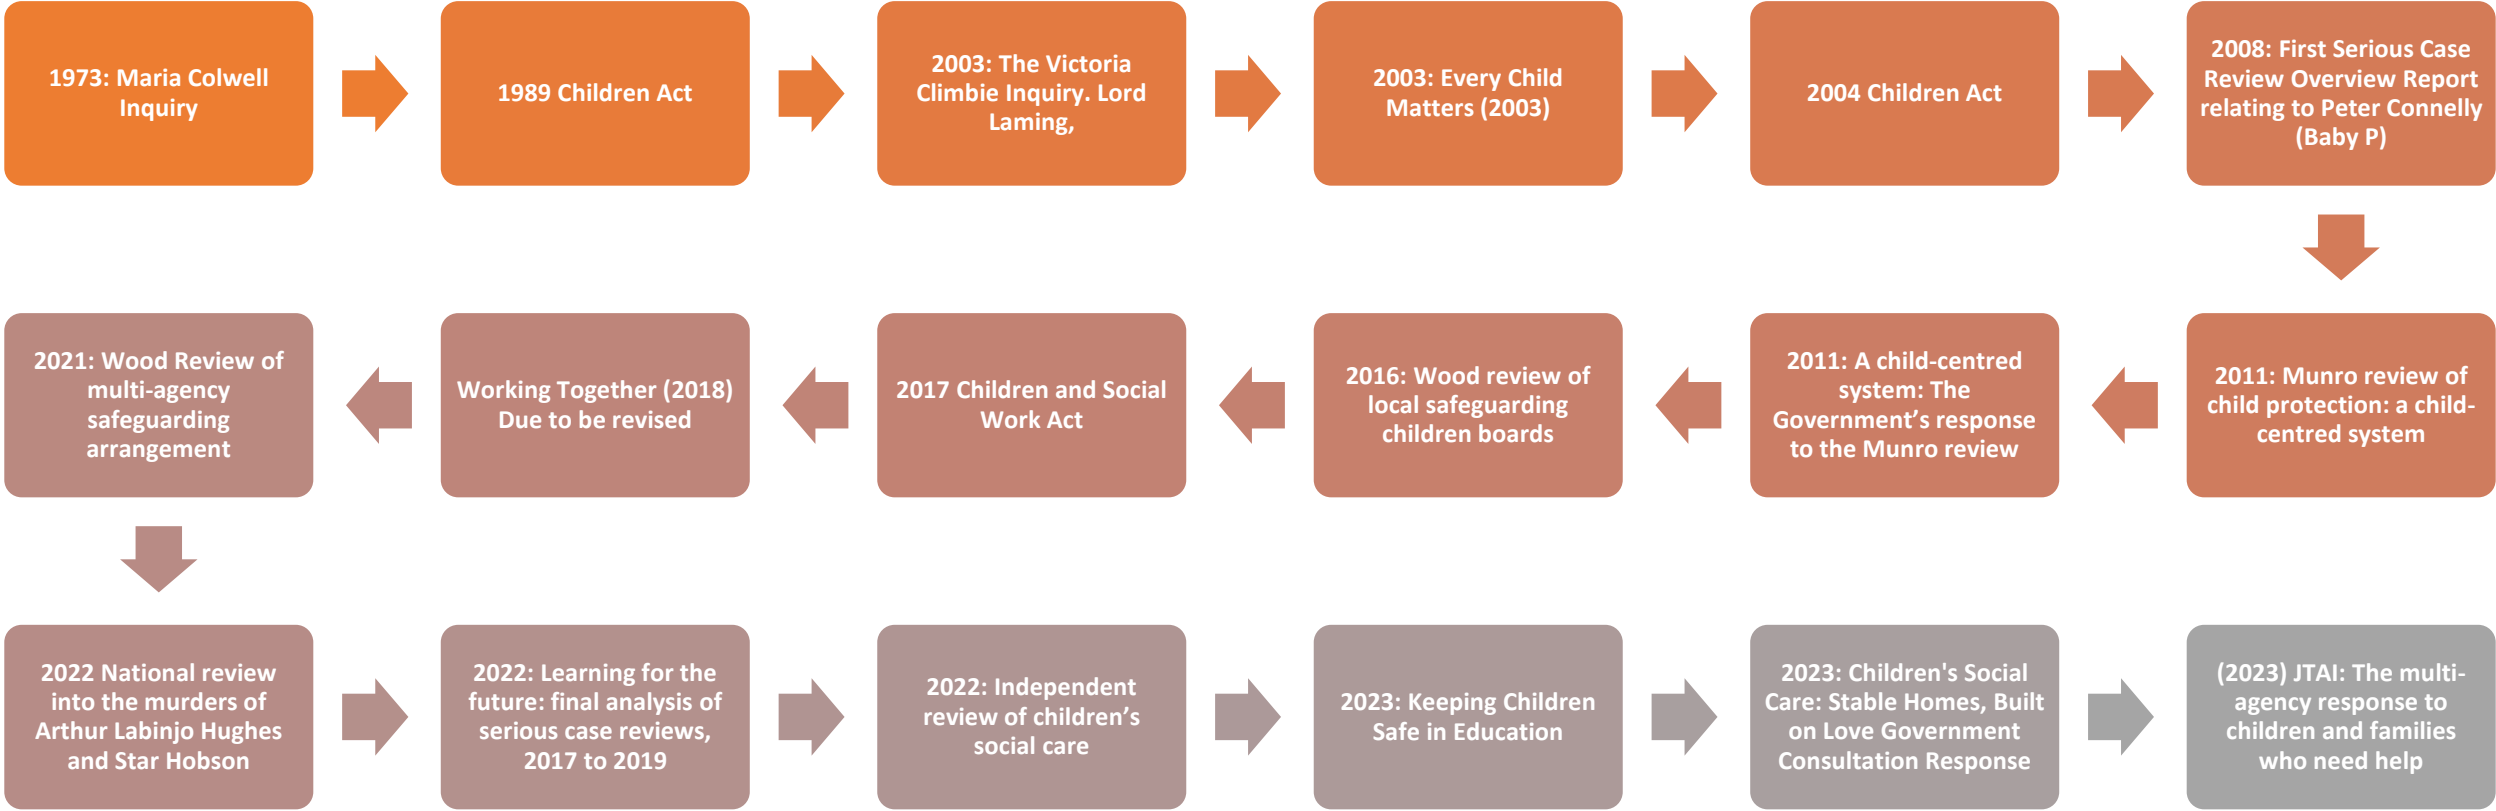 1973: Maria Colwell
Inquiry
1989 Children Act
2003: The Victoria
Climbie Inquiry. Lord
Laming,
2003: Every Child
Matters (2003)
2004 Children Act
2008: First Serious Case
Review Overview Report
relating to Peter Connelly
(Baby P)
2011: Munro review of
child protection: a child-
centred system
2011: A child-centred
system: The
Government’s response
to the Munro review
2016: Wood review of
local safeguarding
children boards
2017 Children and Social
Work Act
Working Together (2018)
Due to be revised
2021: Wood Review of
multi-agency
safeguarding
arrangement
2022 National review
into the murders of
Arthur Labinjo Hughes
and Star Hobson
2022: Learning for the
future: final analysis of
serious case reviews,
2017 to 2019
2022: Independent
review of children’s
social care
2023: Keeping Children
Safe in Education
2023: Children's Social
Care: Stable Homes, Built
on Love Government
Consultation Response
(2023) JTAI: The multi-
agency response to
children and families
who need help